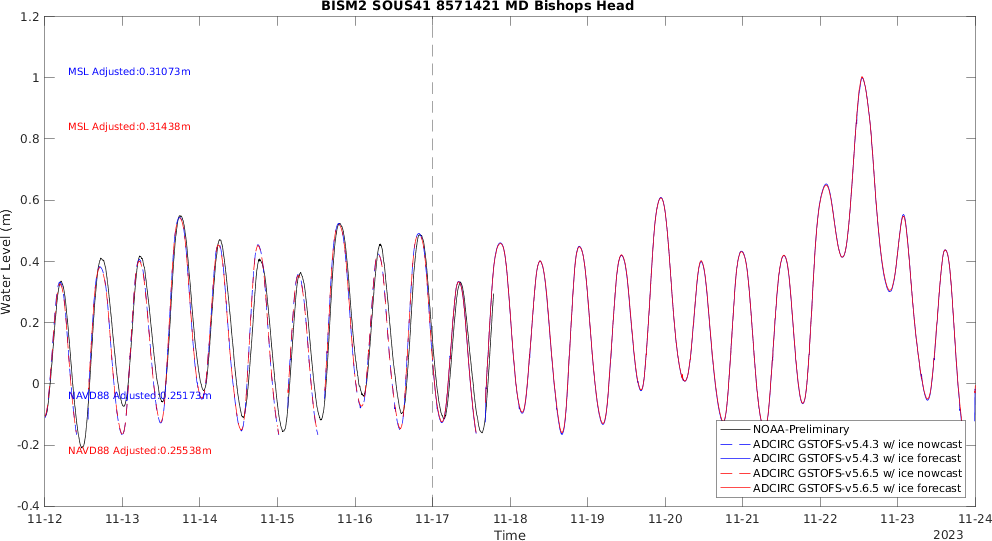 BISM2 SOUS41 8571421 MD Bishops Head
1.2
1
0.8
0.6
0.4
0.2
0
-0.2
-0.4
Water Level (m)
MSL Adjusted:0.31073m
MSL Adjusted:0.31438m
NAVD88 Adjusted:0.25173m
NAVD88 Adjusted:0.25538m
NOAA-Preliminary
ADCIRC GSTOFS-v5.4.3 w/ ice nowcast
ADCIRC GSTOFS-v5.4.3 w/ ice forecast
ADCIRC GSTOFS-v5.6.5 w/ ice nowcast
ADCIRC GSTOFS-v5.6.5 w/ ice forecast
11-12 11-13 11-14 11-15 11-16 11-17 11-18 11-19 11-20 11-21 11-22 11-23 11-24
Time
2023